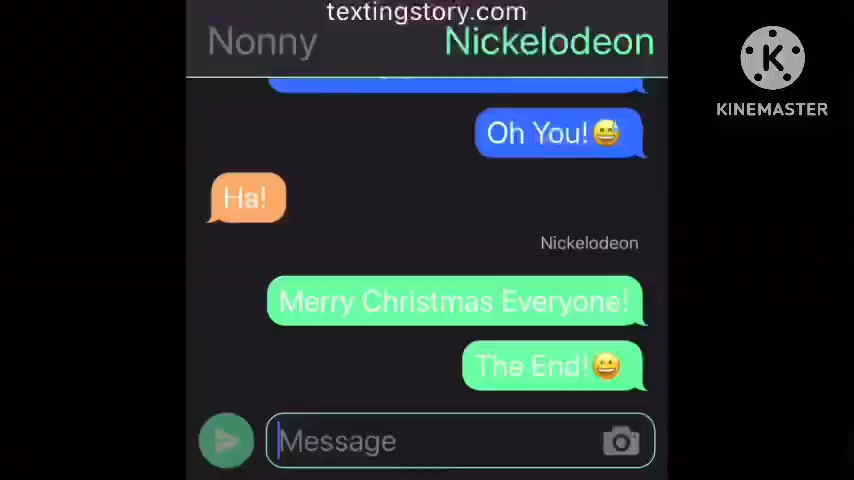 textingstory.com
Nonny Nickelodeon
KINEMASTER
Oh You!😅
Ha!
Nickelodeon
Merry Christmas Everyone!
The End!😀
Message